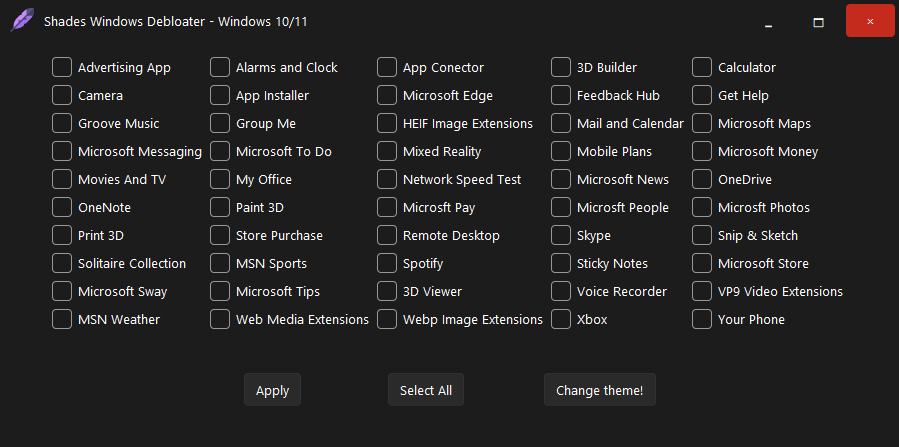 Shades Windows Debloater - Windows 10/11
Advertising App Alarms and Clock App Conector 3D Builder Calculator
Camera App Installer Microsoft Edge Feedback Hub Get Help
Groove Music Group Me HEIF Image Extensions Mail and Calendar Microsoft Maps
Microsoft Messaging Microsoft To Do Mixed Reality Mobile Plans Microsoft Money
Movies And TV My Office Network Speed Test Microsoft News OneDrive
OneNote Paint 3D Microsft Pay Microsft People Microsft Photos
Print 3D Store Purchase Remote Desktop Skype Snip & Sketch
Solitaire Collection MSN Sports Spotify Sticky Notes Microsoft Store
Microsoft Sway Microsoft Tips 3D Viewer Voice Recorder VP9 Video Extensions
MSN Weather Web Media Extensions Webp Image Extensions Xbox Your Phone
Apply Select All Change theme!